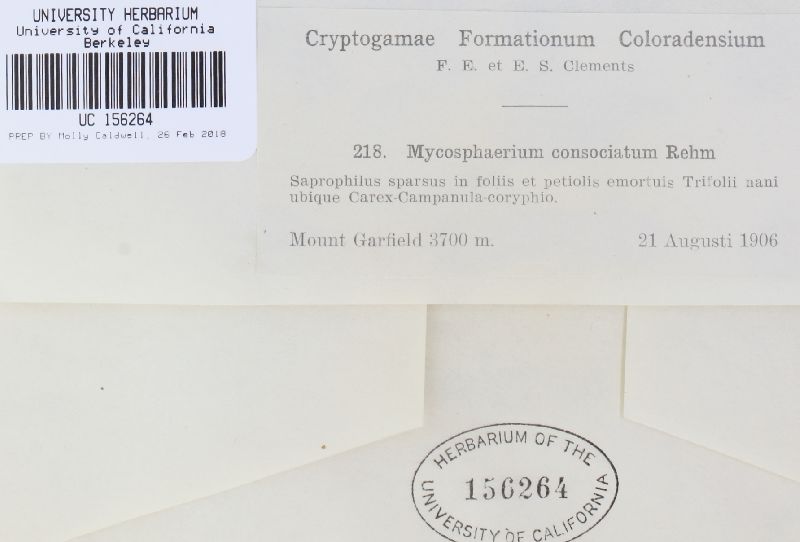 UNIVERSITY HERBARIUM
University of California
Berkeley
UC 156264
PREP BY Molly Caldwell, 26 Feb 2018
Cryptogamae Formationum Coloradensium
F. E. et E. S. Clements
218. Mycosphaerium consociatum Rehm
Saprophilus sparsus in foliis et petiolis emortuis Trifolii nani
ubique Carex-Campanula-coryphio.
Mount Garfield 3700 m. 21 Augusti 1906
HERBARIUM OF THE
156264
UNIVERSITY OF CALIFORNIA